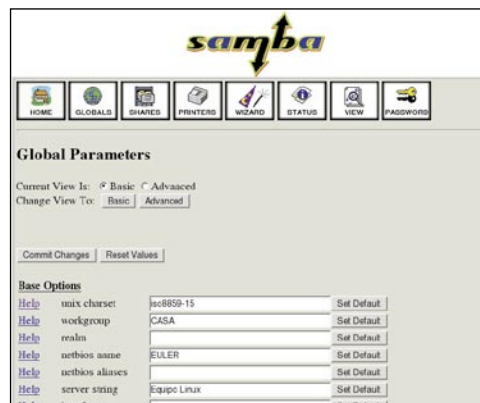 samba
HOME GLOBALS SHARES PRINTERS WIZARD STATUS VIEW PASSWORD
Global Parameters
Current View Is: Basic Advanced
Change View To: Basic Advanced
Commit Changes Reset Values
Base Options
Help unix charset iso8859-15 Set Default
Help workgroup CASA Set Default
Help realm Set Default
Help netbios name EULER Set Default
Help netbios aliases Set Default
Help server string Equipo Linux Set Default